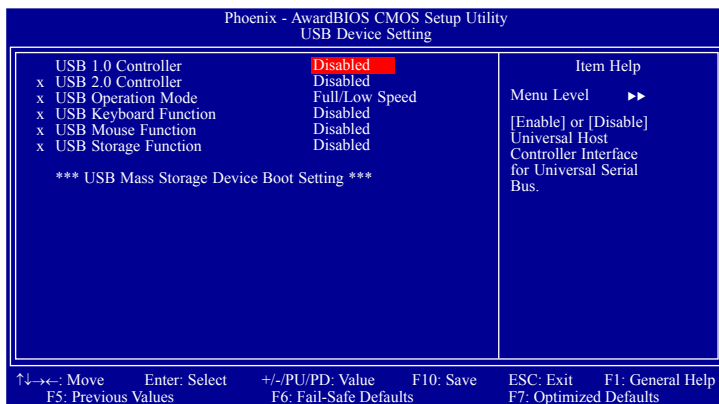 Phoenix - AwardBIOS CMOS Setup Utility
USB Device Setting
USB 1.0 Controller Disabled
x USB 2.0 Controller Disabled
x USB Operation Mode Full/Low Speed
x USB Keyboard Function Disabled
x USB Mouse Function Disabled
x USB Storage Function Disabled
*** USB Mass Storage Device Boot Setting ***
Item Help
Menu Level ▶▶
[Enable] or [Disable]
Universal Host
Controller Interface
for Universal Serial
Bus.
↑↓→←: Move Enter: Select +/-/PU/PD: Value F10: Save ESC: Exit F1: General Help
F5: Previous Values F6: Fail-Safe Defaults F7: Optimized Defaults